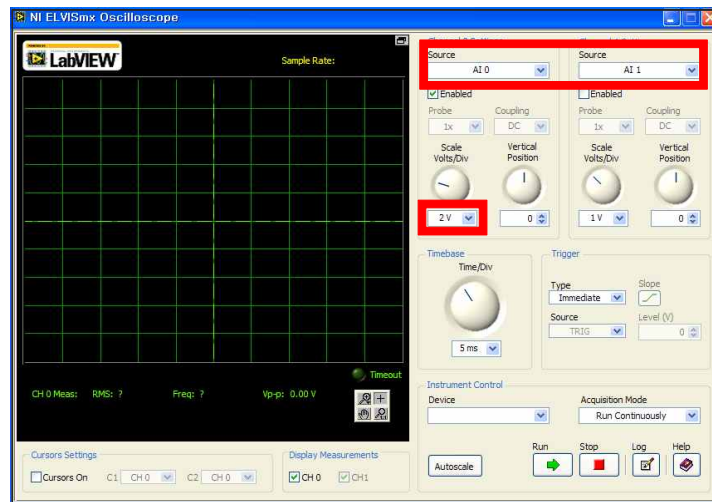 NI ELVISmx Oscilloscope
LabVIEW
Sample Rate:
CH 0 Meas: RMS: ? Freq: ? Vp-p: 0.00 V
Timeout
Cursors Settings
Cursors On C1 CH 0 C2 CH 0
Display Measurements
CH 0 CH1
Source
AI 0
Enabled
Probe Coupling
1x DC
Scale Vertical
Volts/Div Position
2 V 0
Source
AI 1
Enabled
Probe Coupling
1x DC
Scale Vertical
Volts/Div Position
1 V 0
Timebase
Time/Div
5 ms
Trigger
Type Slope
Immediate
Source Level (V)
TRIG 0
Instrument Control
Device Acquisition Mode
Run Continuously
Run Stop Log Help
Autoscale